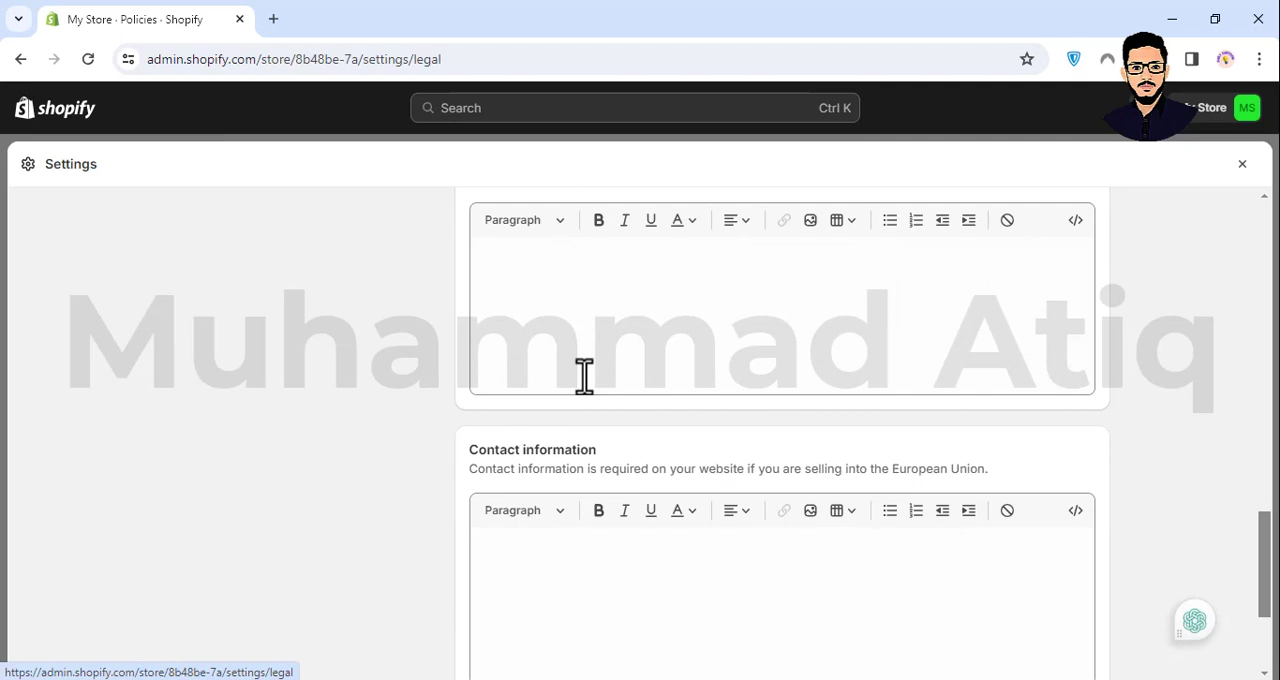 My Store · Policies · Shopify
admin.shopify.com/store/8b48be-7a/settings/legal
shopify
Search
Ctrl K
Store
MS
Settings
Paragraph
B I U A
Muhammad Atiq
Contact information
Contact information is required on your website if you are selling into the European Union.
Paragraph
B I U A
https://admin.shopify.com/store/8b48be-7a/settings/legal